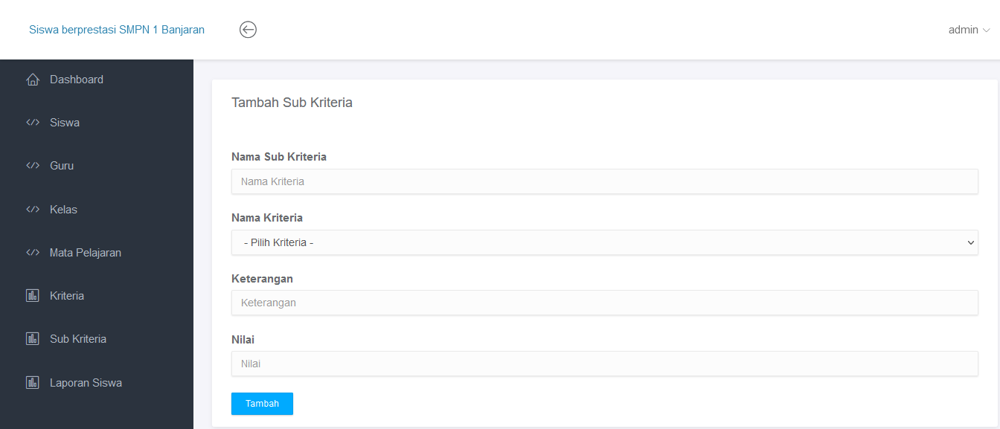 Siswa berprestasi SMPN 1 Banjaran
admin
Dashboard
Siswa
Guru
Kelas
Mata Pelajaran
Kriteria
Sub Kriteria
Laporan Siswa
Tambah Sub Kriteria
Nama Sub Kriteria
Nama Kriteria
Nama Kriteria
- Pilih Kriteria -
Keterangan
Keterangan
Nilai
Nilai
Tambah